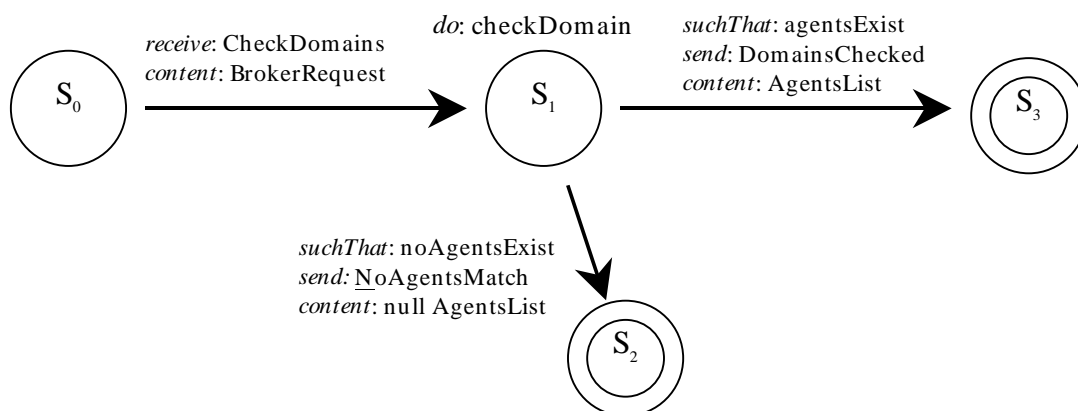 receive: CheckDomains
content: BrokerRequest
do: checkDomain
suchThat: agentsExist
send: DomainsChecked
content: AgentsList
S0
S1
S3
suchThat: noAgentsExist
send: NoAgentsMatch
content: null AgentsList
S2